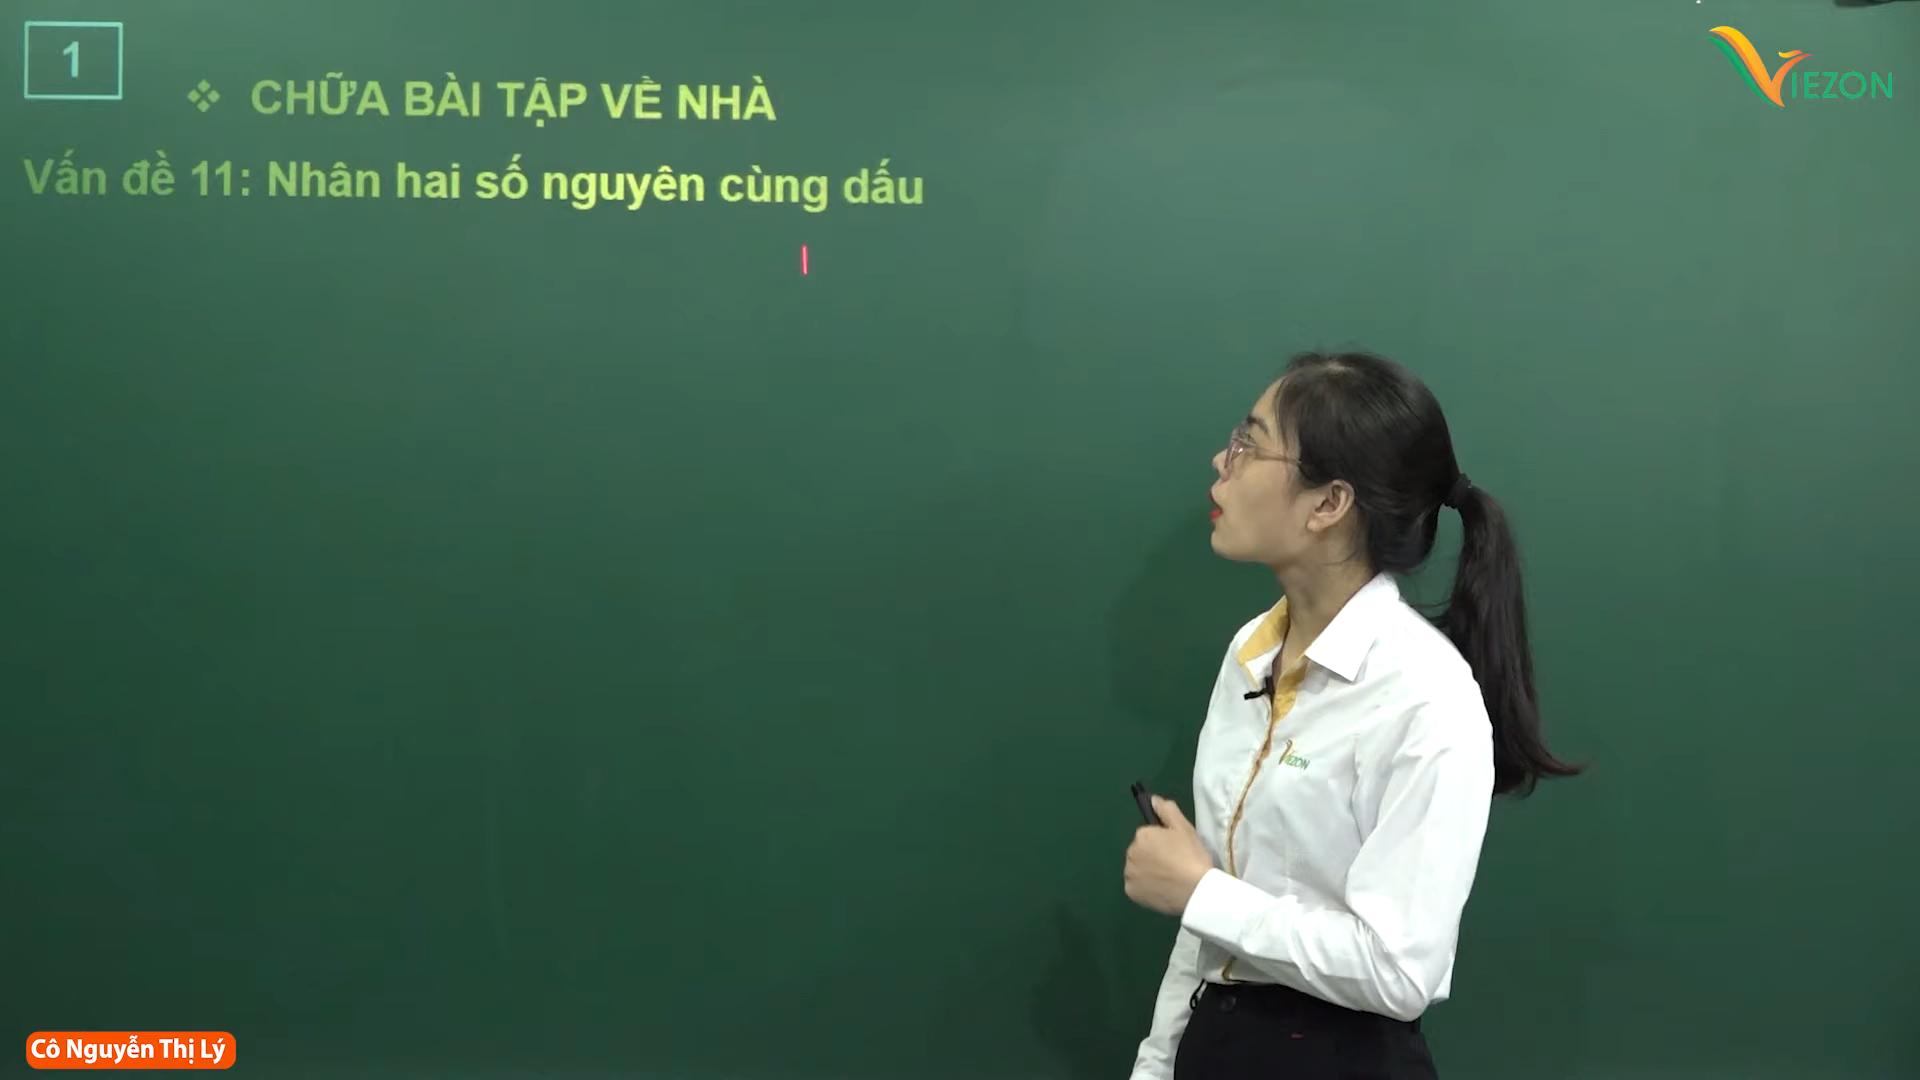 1
❖ CHỮA BÀI TẬP VỀ NHÀ
Vấn đề 11: Nhân hai số nguyên cùng dấu
VIEZON
VIEZON
Cô Nguyễn Thị Lý